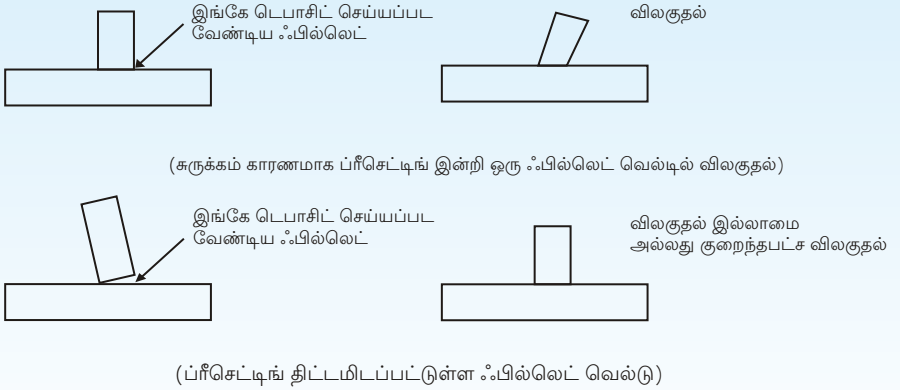 இங்கே டெபாசிட் செய்யப்பட
வேண்டிய ஃபில்லெட்
விலகுதல்
(சுருக்கம் காரணமாக ப்ரீசெட்டிங் இன்றி ஒரு ஃபில்லெட் வெல்டில் விலகுதல்)
இங்கே டெபாசிட் செய்யப்பட
வேண்டிய ஃபில்லெட்
விலகுதல் இல்லாமை
அல்லது குறைந்தபட்ச விலகுதல்
(ப்ரீசெட்டிங் திட்டமிடப்பட்டுள்ள ஃபில்லெட் வெல்டு)